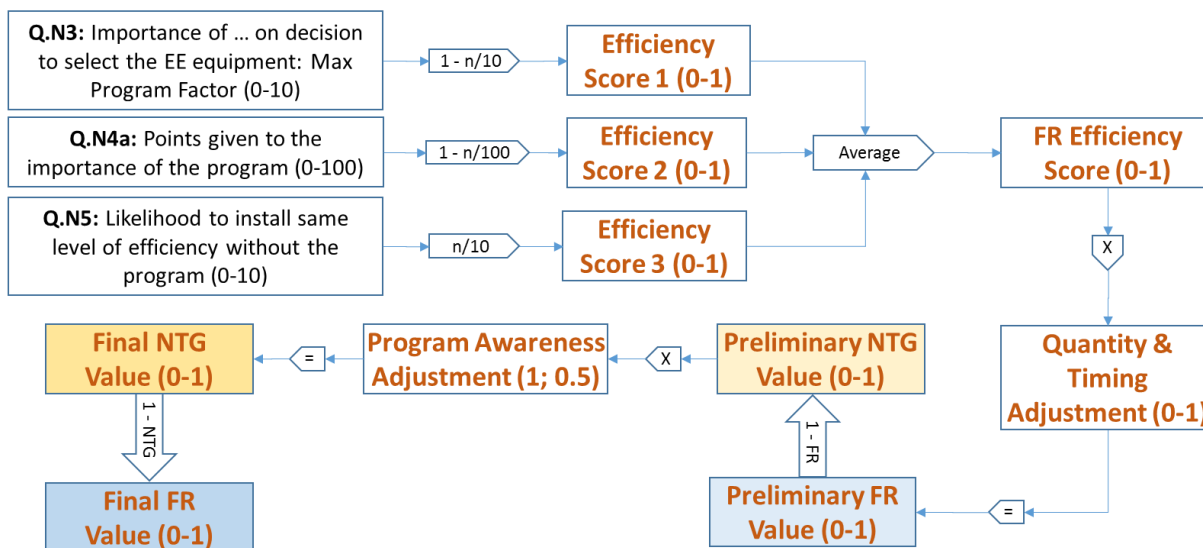 Q.N3: Importance of ... on decision
to select the EE equipment: Max
Program Factor (0-10)
1 - n/10
Efficiency
Score 1 (0-1)
Q.N4a: Points given to the
importance of the program (0-100)
1 - n/100
Efficiency
Score 2 (0-1)
Average
FR Efficiency
Score (0-1)
Q.N5: Likelihood to install same
level of efficiency without the
program (0-10)
n/10
Efficiency
Score 3 (0-1)
X
Final NTG
Value (0-1)
=
Program Awareness
Adjustment (1; 0.5)
X
Preliminary NTG
Value (0-1)
Quantity &
Timing
Adjustment (0-1)
1 - NTG
1 - FR
Final FR
Value (0-1)
Preliminary FR
Value (0-1)
=